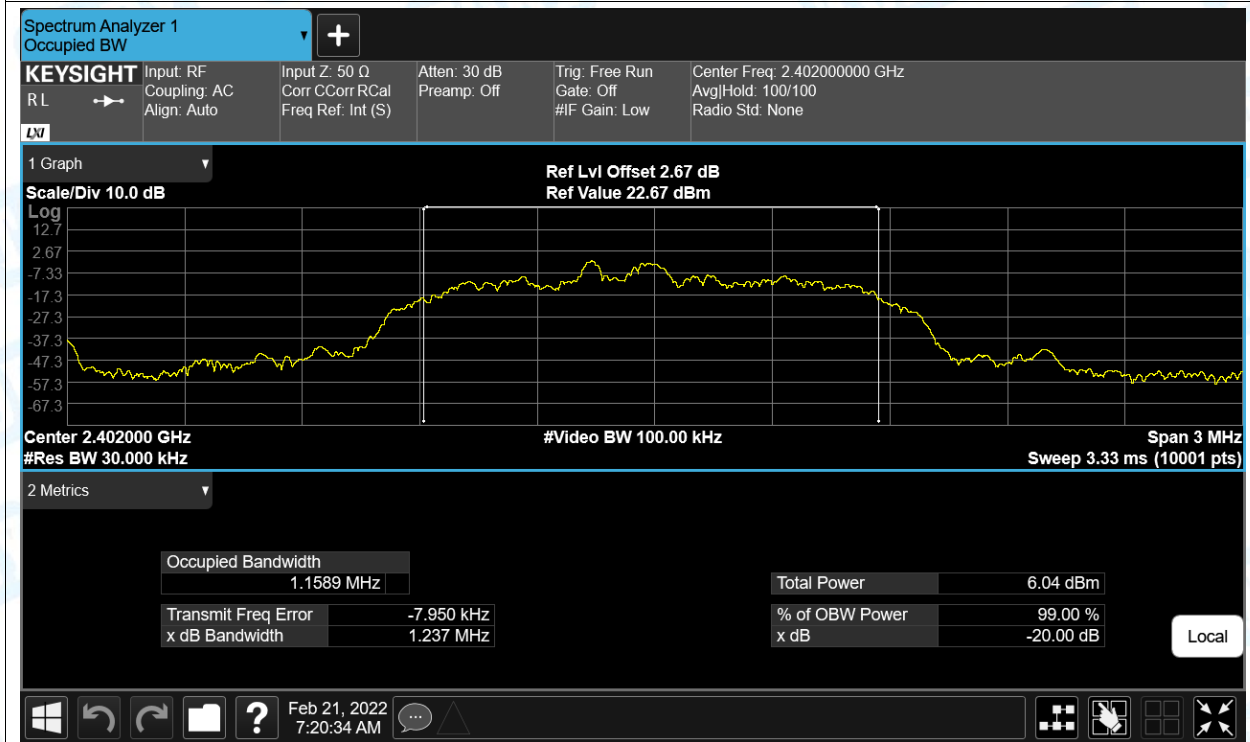 Spectrum Analyzer 1
Occupied BW
KEYSIGHT
R L
LXI
Input: RF
Coupling: AC
Align: Auto
Input Z: 50 Ω
Corr CCorr RCal
Freq Ref: Int (S)
Atten: 30 dB
Preamp: Off
Trig: Free Run
Gate: Off
#IF Gain: Low
Center Freq: 2.402000000 GHz
Avg|Hold: 100/100
Radio Std: None
1 Graph
Scale/Div 10.0 dB
Ref Lvl Offset 2.67 dB
Ref Value 22.67 dBm
Log
12.7
2.67
-7.33
-17.3
-27.3
-37.3
-47.3
-57.3
-67.3
Center 2.402000 GHz
#Video BW 100.00 kHz
Span 3 MHz
#Res BW 30.000 kHz
Sweep 3.33 ms (10001 pts)
2 Metrics
Occupied Bandwidth
1.1589 MHz
Transmit Freq Error -7.950 kHz
x dB Bandwidth 1.237 MHz
Total Power 6.04 dBm
% of OBW Power 99.00 %
x dB -20.00 dB
Local
?
Feb 21, 2022
7:20:34 AM